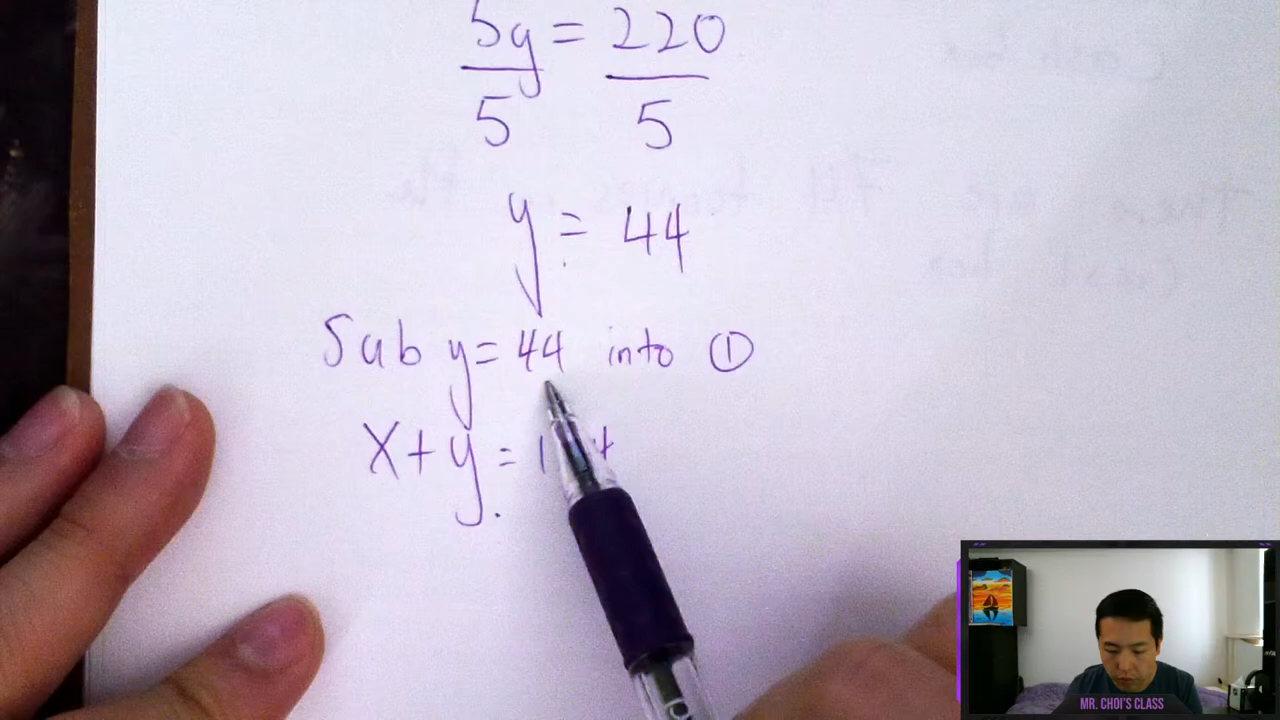 5y = 220
5 5
y = 44
Sub y = 44 into ①
x + y =
MR. CHOI'S CLASS